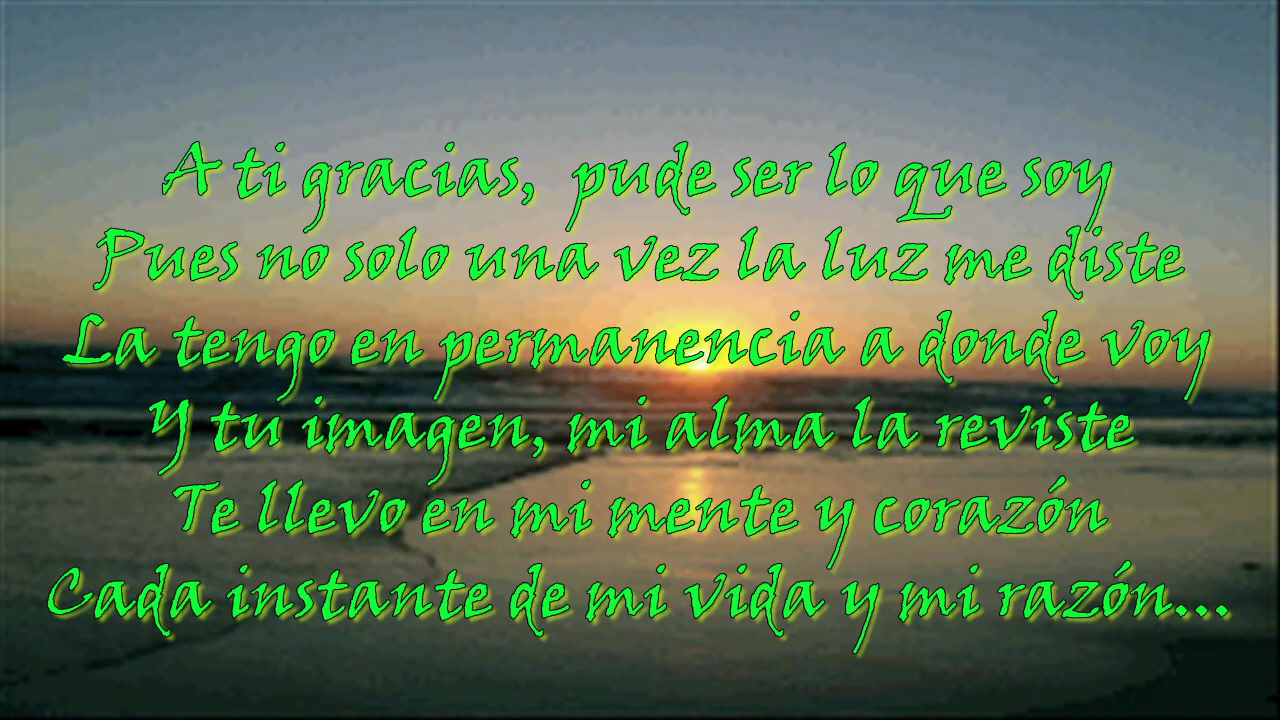 A ti gracias, pude ser lo que soy
Pues no solo una vez la luz me diste
La tengo en permanencia a donde voy
Y tu imagen, mi alma la reviste
Te llevo en mi mente y corazón
Cada instante de mi vida y mi razón...